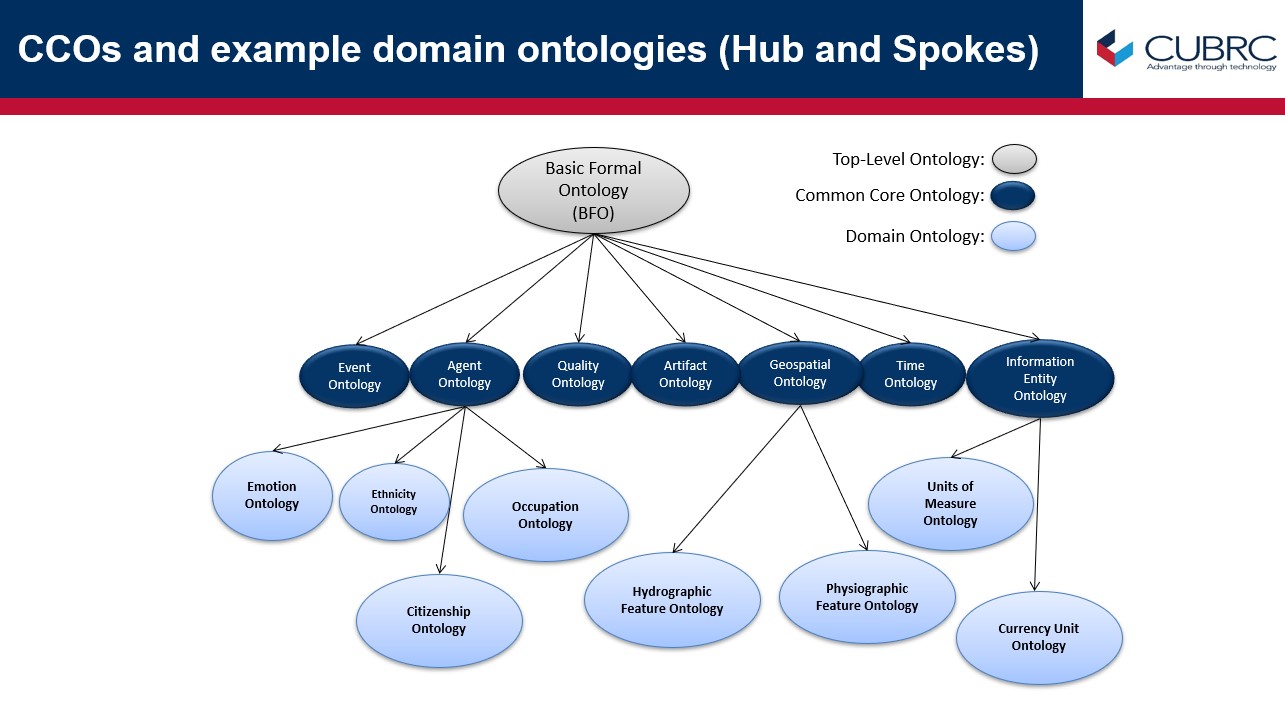 CCOs and example domain ontologies (Hub and Spokes)
CUBRC
Advantage through technology
Basic Formal
Ontology
(BFO)
Top-Level Ontology:
Common Core Ontology:
Domain Ontology:
Event
Ontology
Agent
Ontology
Quality
Ontology
Artifact
Ontology
Geospatial
Ontology
Time
Ontology
Information
Entity
Ontology
Emotion
Ontology
Ethnicity
Ontology
Occupation
Ontology
Units of
Measure
Ontology
Citizenship
Ontology
Hydrographic
Feature Ontology
Physiographic
Feature Ontology
Currency Unit
Ontology